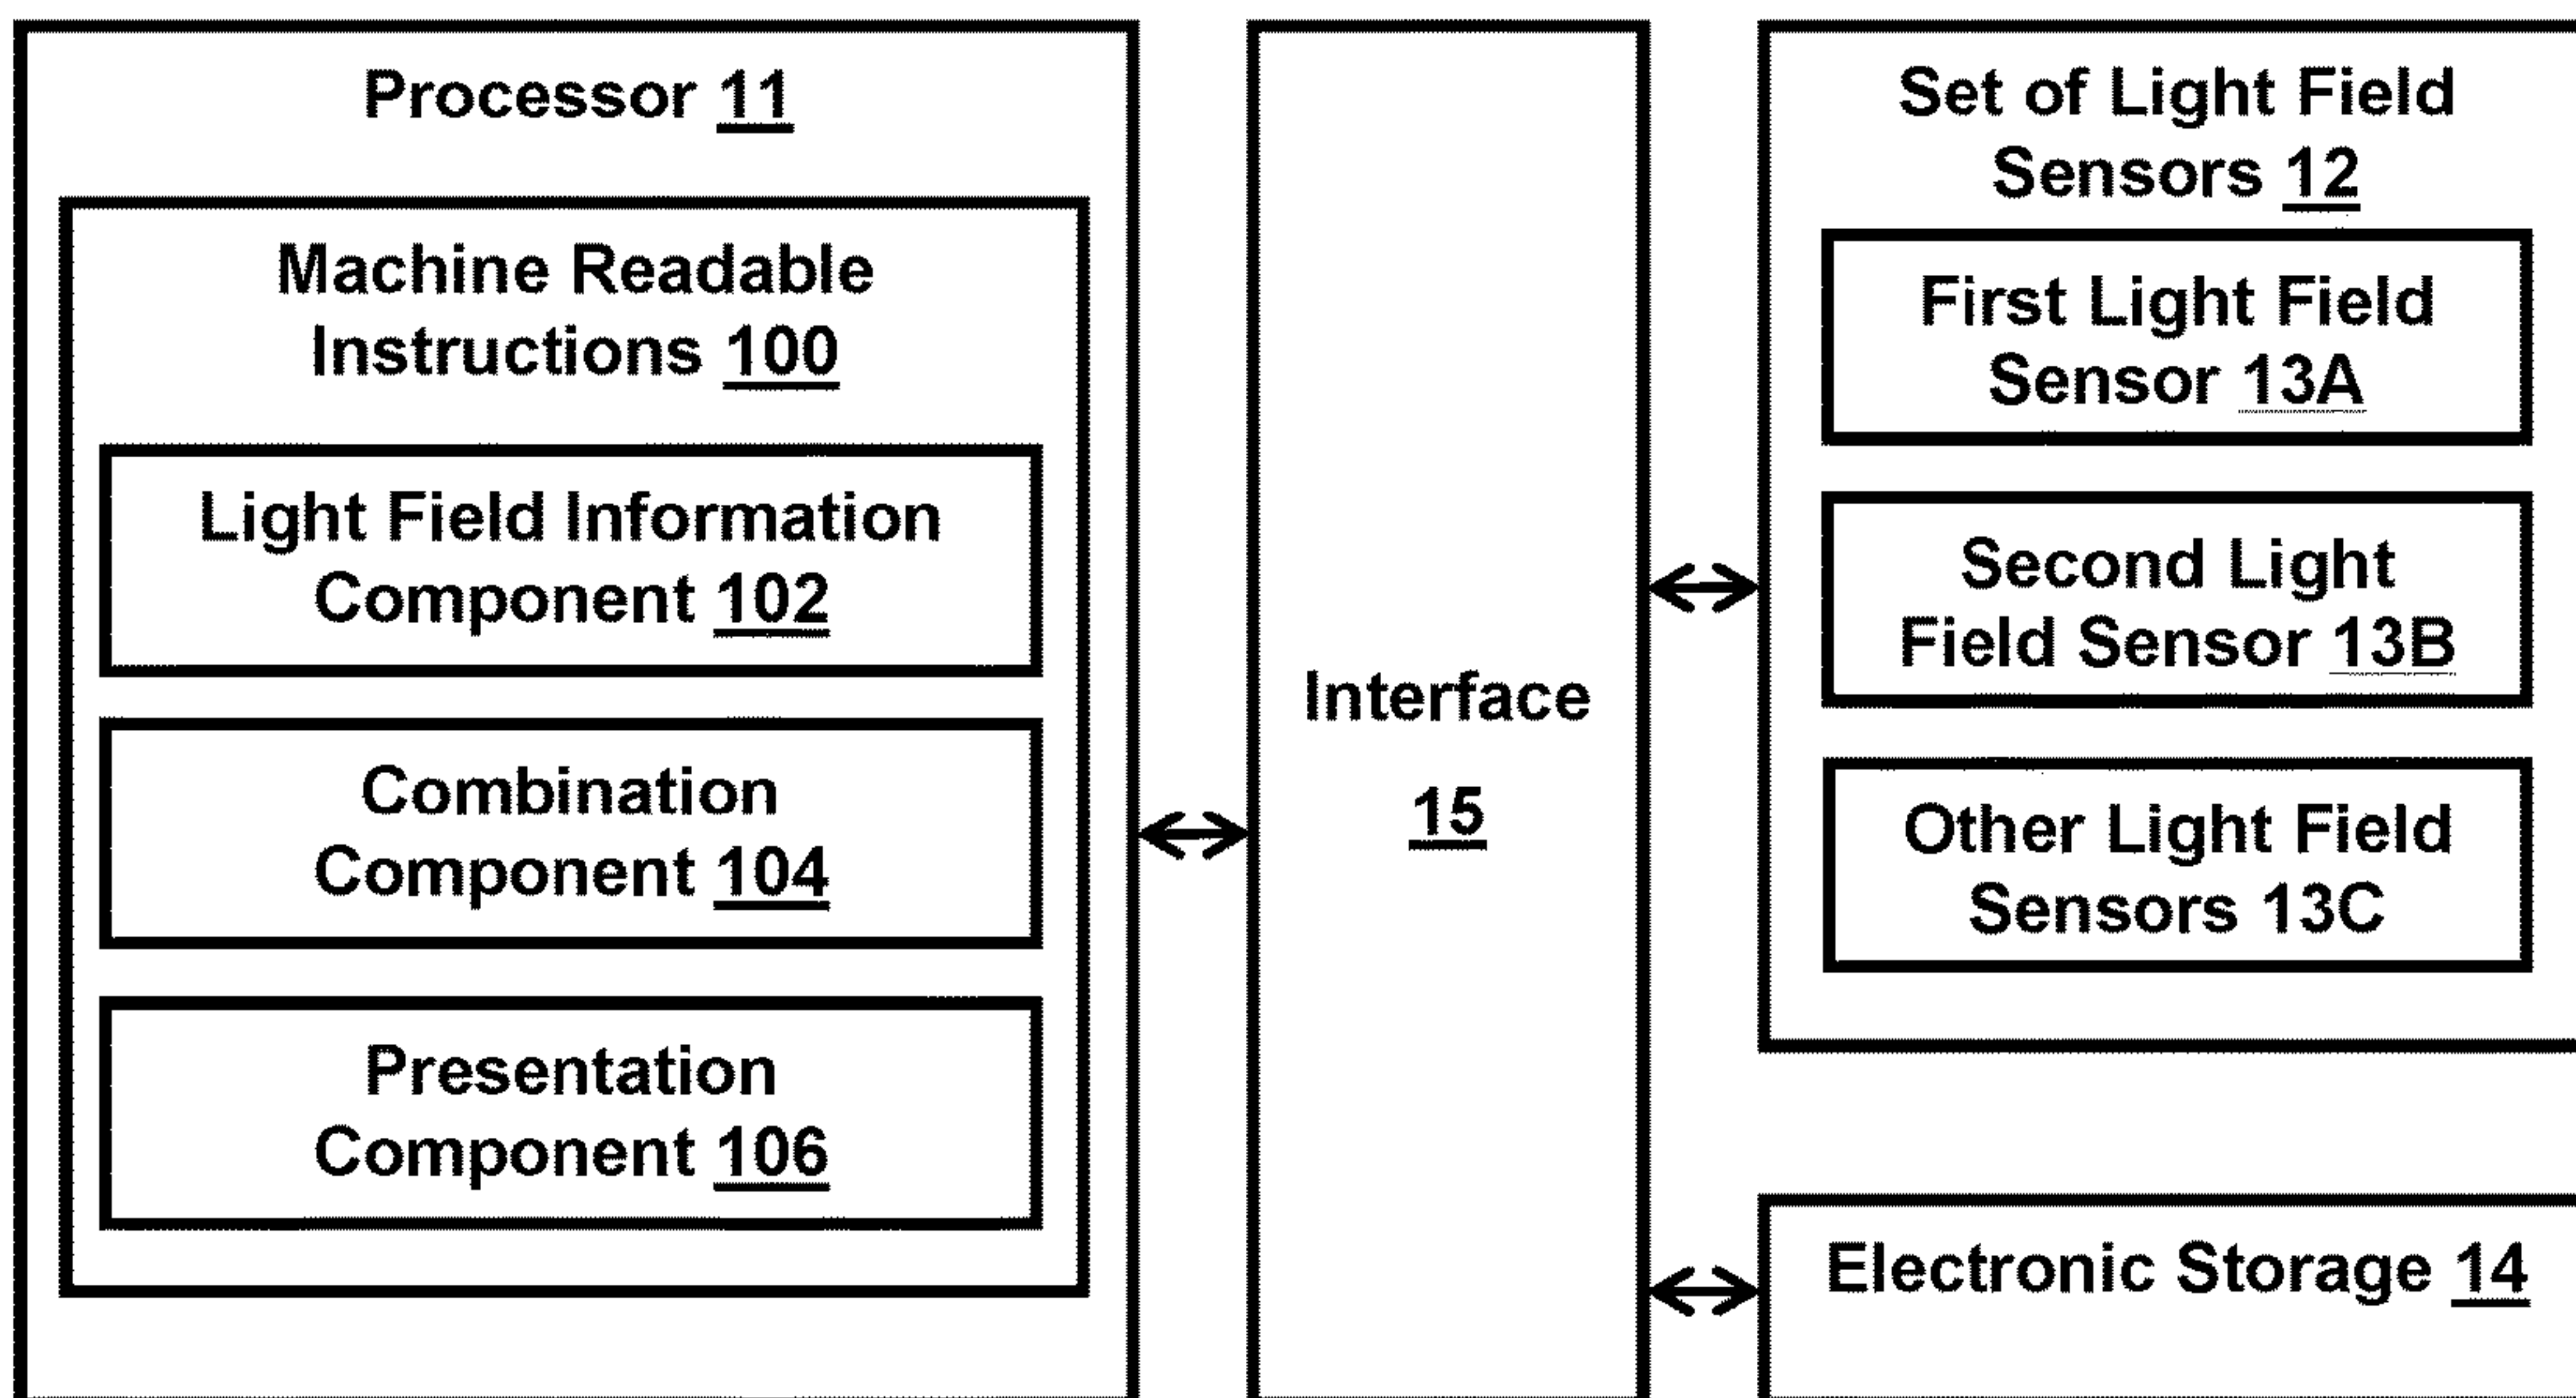 Processor 11
Machine Readable
Instructions 100
Light Field Information
Component 102
Combination
Component 104
Presentation
Component 106
Interface
15
Set of Light Field
Sensors 12
First Light Field
Sensor 13A
Second Light
Field Sensor 13B
Other Light Field
Sensors 13C
Electronic Storage 14